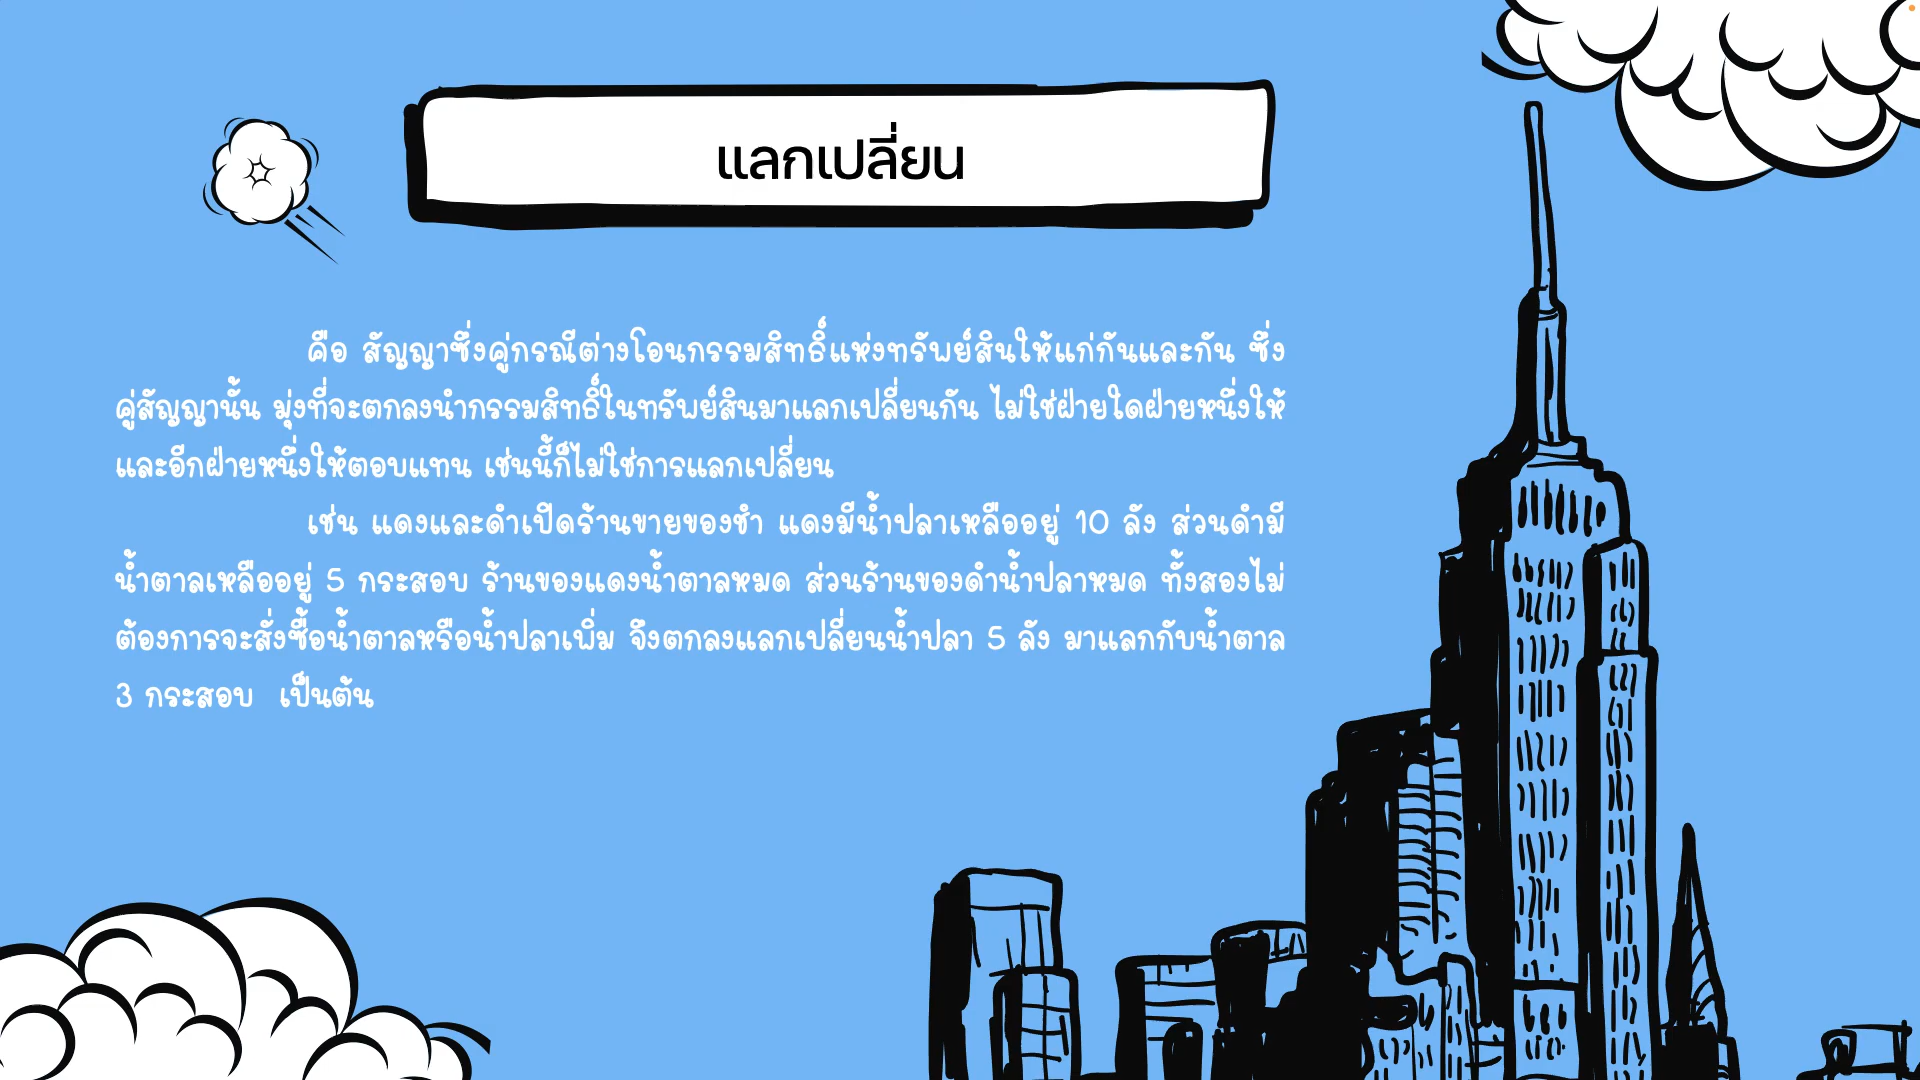 แลกเปลี่ยน
คือ สัญญาซึ่งคู่กรณีต่างโอนกรรมสิทธิ์แห่งทรัพย์สินให้แก่กันและกัน ซึ่ง
คู่สัญญานั้น มุ่งที่จะตกลงนำกรรมสิทธิ์ในทรัพย์สินมาแลกเปลี่ยนกัน ไม่ใช่ฝ่ายใดฝ่ายหนึ่งให้
และอีกฝ่ายหนึ่งให้ตอบแทน เช่นนี้ก็ไม่ใช่การแลกเปลี่ยน
เช่น แดงและดำเปิดร้านขายของชำ แดงมีน้ำปลาเหลืออยู่ 10 ลัง ส่วนดำมี
น้ำตาลเหลืออยู่ 5 กระสอบ ร้านของแดงน้ำตาลหมด ส่วนร้านของดำน้ำปลาหมด ทั้งสองไม่
ต้องการจะสั่งซื้อน้ำตาลหรือน้ำปลาเพิ่ม จึงตกลงแลกเปลี่ยนน้ำปลา 5 ลัง มาแลกกับน้ำตาล
3 กระสอบ เป็นต้น